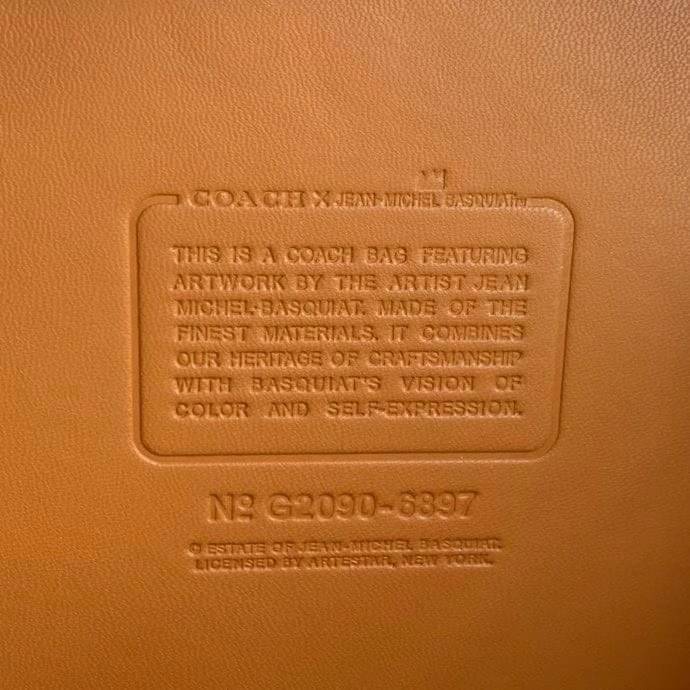 COACH X JEAN-MICHEL BASQUIAT™
THIS IS A COACH BAG FEATURING
ARTWORK BY THE ARTIST JEAN
MICHEL-BASQUIAT. MADE OF THE
FINEST MATERIALS. IT COMBINES
OUR HERITAGE OF CRAFTSMANSHIP
WITH BASQUIAT'S VISION OF
COLOR AND SELF-EXPRESSION.
Nº G2090-6897
© ESTATE OF JEAN-MICHEL BASQUIAT.
LICENSED BY ARTESTAR, NEW YORK.